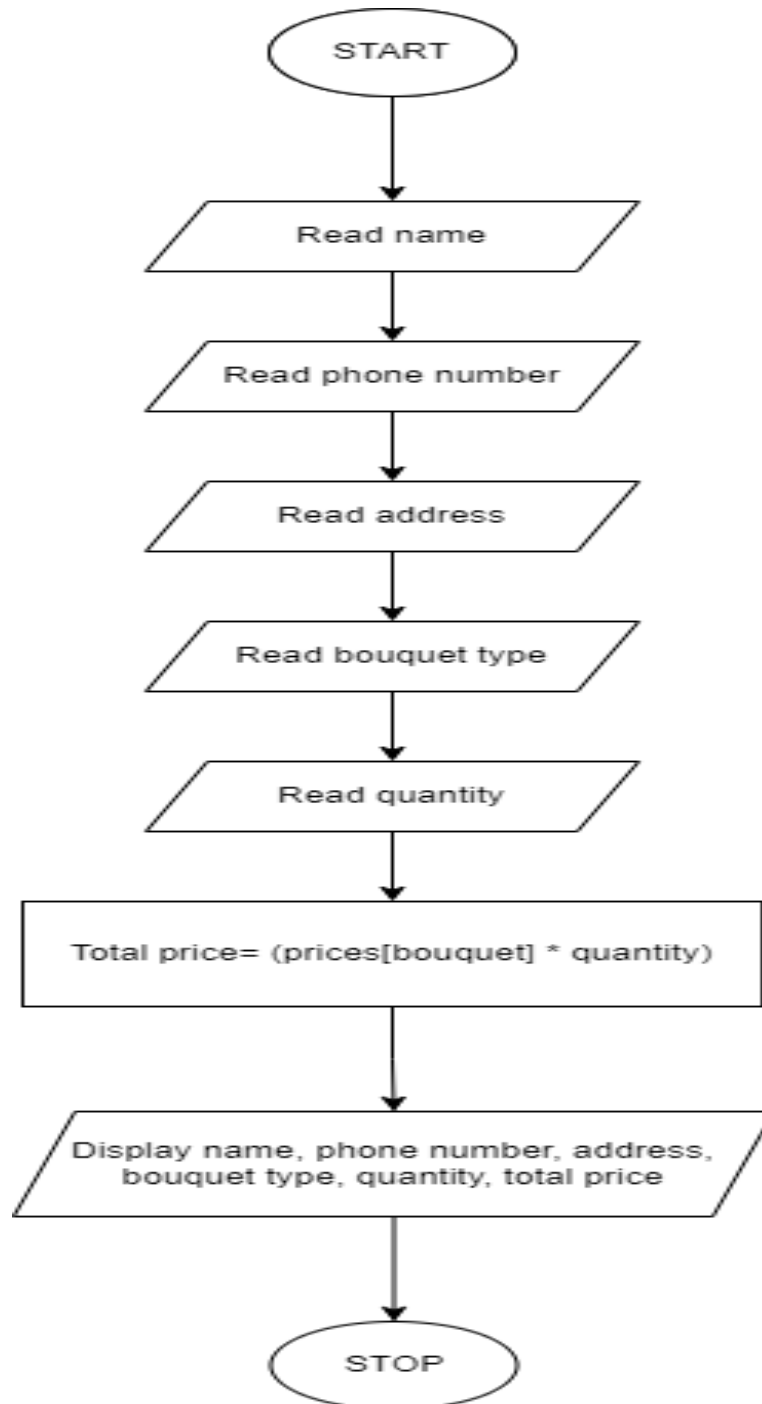 START
Read name
Read phone number
Read address
Read bouquet type
Read quantity
Total price= (prices[bouquet] * quantity)
Display name, phone number, address,
bouquet type, quantity, total price
STOP